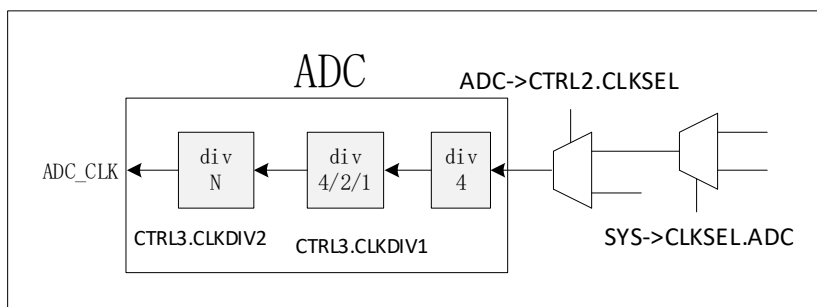 ADC
ADC->CTRL2.CLKSEL
ADC_CLK
div
N
div
4/2/1
div
4
CTRL3.CLKDIV2
CTRL3.CLKDIV1
SYS->CLKSEL.ADC